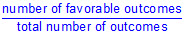 number of favorable outcomes
total number of outcomes